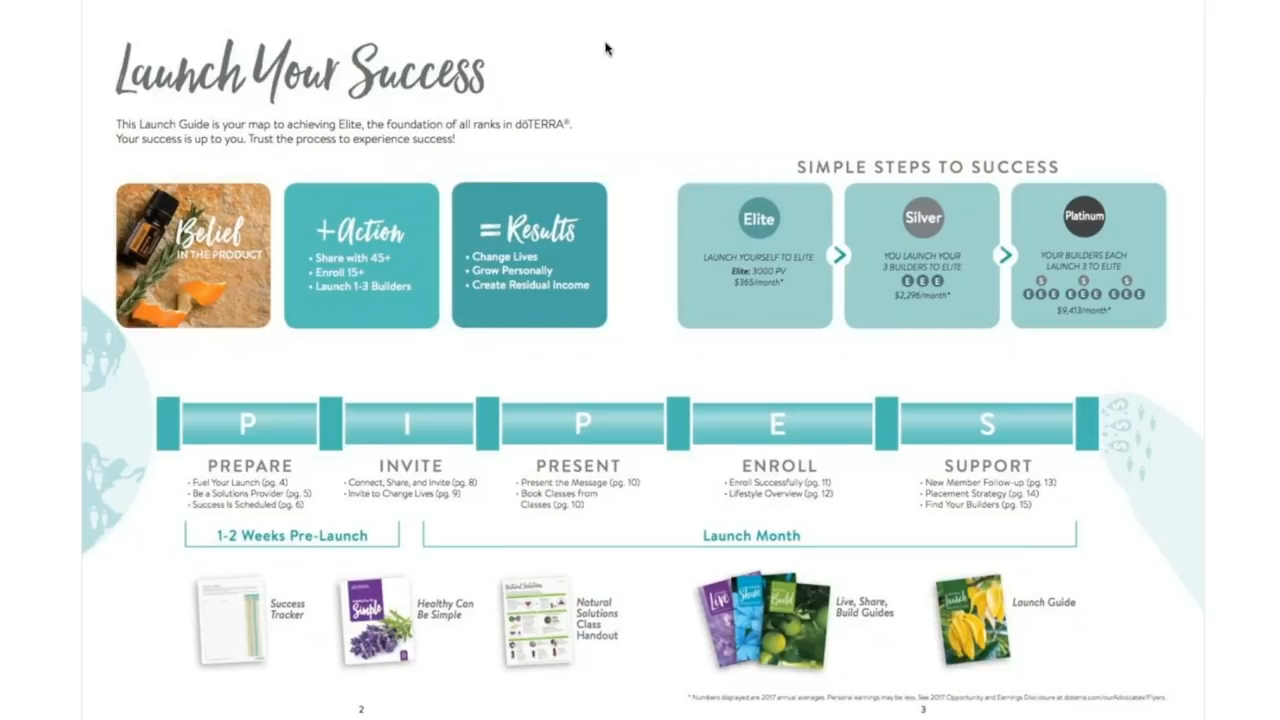 Launch Your Success
This Launch Guide is your map to achieving Elite, the foundation of all ranks in dōTERRA®.
Your success is up to you. Trust the process to experience success!
Belief
IN THE PRODUCT
+Action
• Share with 45+
• Enroll 15+
• Launch 1-3 Builders
= Results
• Change Lives
• Grow Personally
• Create Residual Income
SIMPLE STEPS TO SUCCESS
Elite
LAUNCH YOURSELF TO ELITE
Elite: 3000 PV
$365/month*
Silver
YOU LAUNCH YOUR
3 BUILDERS TO ELITE
E E E
$2,296/month*
Platinum
YOUR BUILDERS EACH
LAUNCH 3 TO ELITE
S S S
E E E E E E E E E
$9,413/month*
P I P E S
PREPARE
• Fuel Your Launch (pg. 4)
• Be a Solutions Provider (pg. 5)
• Success Is Scheduled (pg. 6)
INVITE
• Connect, Share, and Invite (pg. 8)
• Invite to Change Lives (pg. 9)
PRESENT
• Present the Message (pg. 10)
• Book Classes from
Classes (pg. 10)
ENROLL
• Enroll Successfully (pg. 11)
• Lifestyle Overview (pg. 12)
SUPPORT
• New Member Follow-up (pg. 13)
• Placement Strategy (pg. 14)
• Find Your Builders (pg. 15)
1-2 Weeks Pre-Launch
Launch Month
Success
Tracker
Simple
Healthy Can
Be Simple
Natural Solutions
Natural
Solutions
Class
Handout
Live
Share
Build
Live, Share,
Build Guides
Launch
Launch Guide
* Numbers displayed are 2017 annual averages. Personal earnings may be less. See 2017 Opportunity and Earnings Disclosure at doterra.com/ourAdvocates/Flyers.
2
3